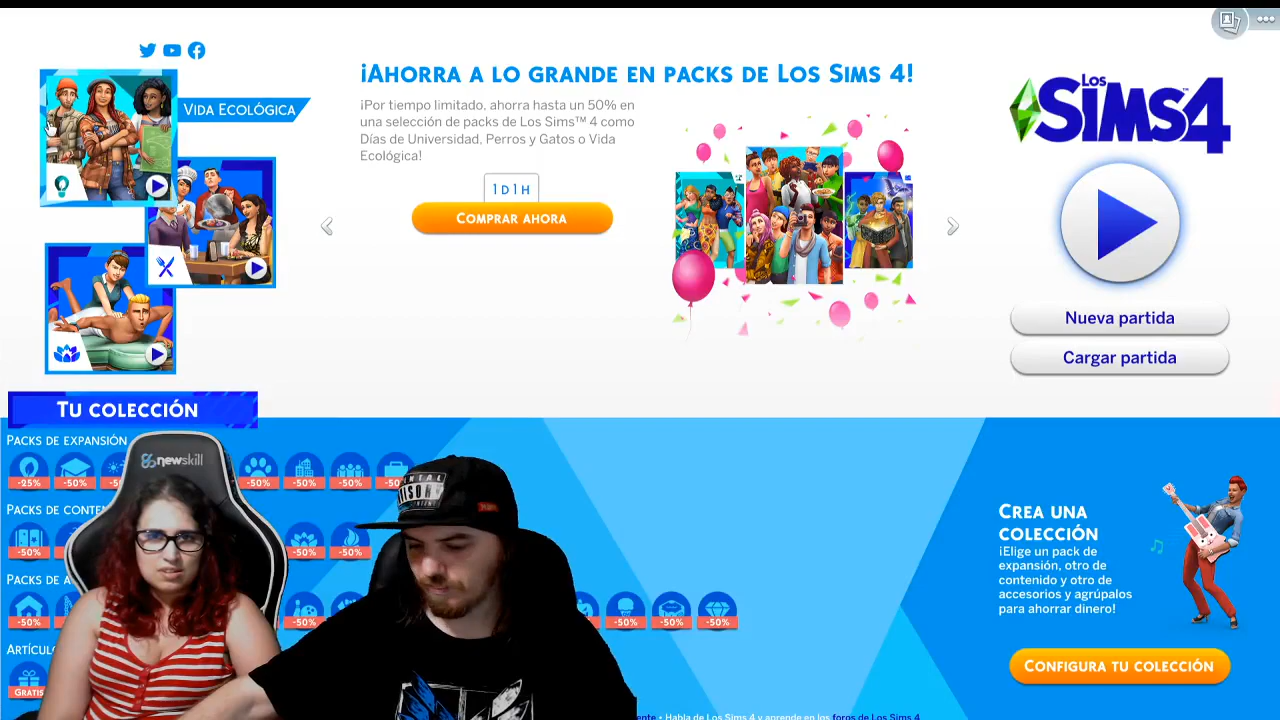 ¡Ahorra a lo grande en packs de Los Sims 4!
Vida Ecológica
¡Por tiempo limitado, ahorra hasta un 50% en
una selección de packs de Los Sims™ 4 como
Días de Universidad, Perros y Gatos o Vida
Ecológica!
1 D 1 H
Comprar ahora
Los
Sims 4
Nueva partida
Cargar partida
Tu colección
Packs de expansión
newskill
-25% -50% -50% -50% -50%
Packs de
-50% -50% -50%
Packs de
-50% -50% -50% -50% -50%
Gratis
Crea una
colección
¡Elige un pack de
expansión, otro de
contenido y otro de
accesorios y agrúpalos
para ahorrar dinero!
Configura tu colección
• Habla de Los Sims 4 y aprende en los foros de Los Sims 4